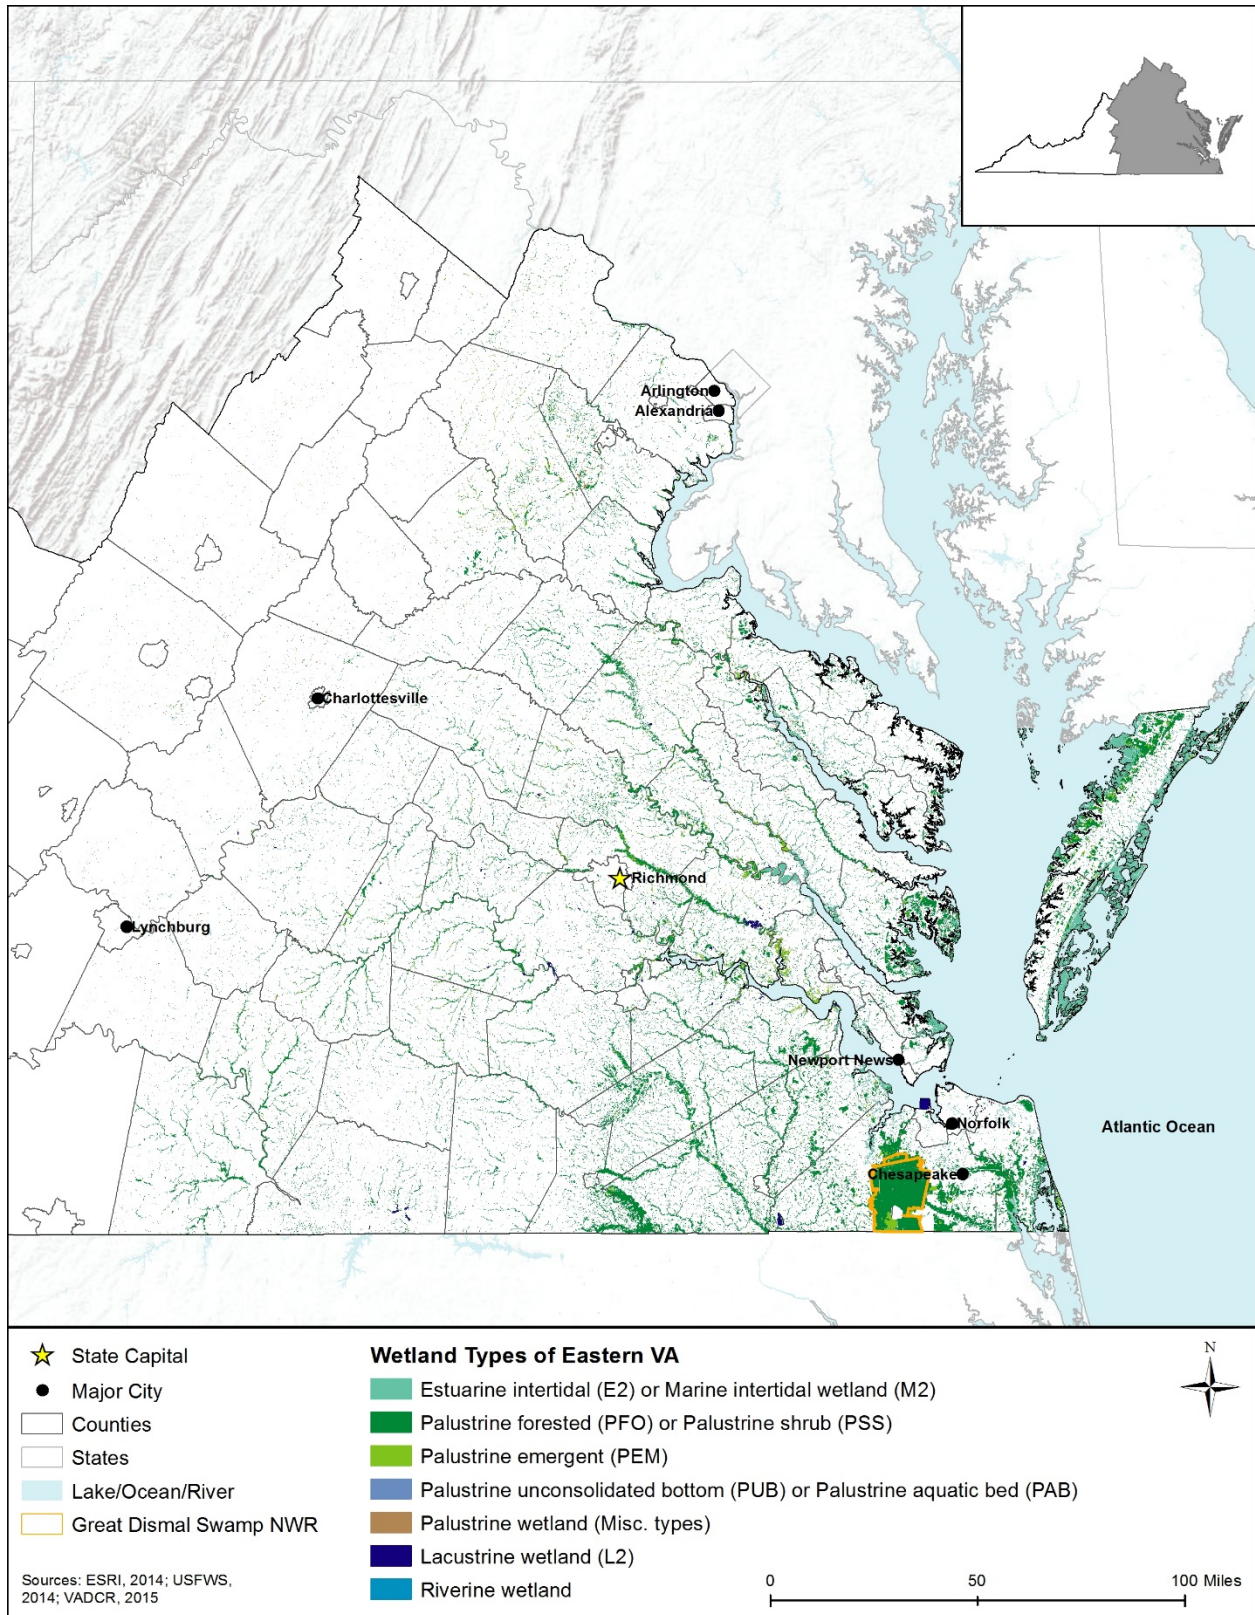 Arlington
Alexandria
Charlottesville
Richmond
Lynchburg
Newport News
Norfolk
Atlantic Ocean
Chesapeake
State Capital
Major City
Counties
States
Lake/Ocean/River
Great Dismal Swamp NWR
Sources: ESRI, 2014; USFWS,
2014; VADCR, 2015
Wetland Types of Eastern VA
Estuarine intertidal (E2) or Marine intertidal wetland (M2)
Palustrine forested (PFO) or Palustrine shrub (PSS)
Palustrine emergent (PEM)
Palustrine unconsolidated bottom (PUB) or Palustrine aquatic bed (PAB)
Palustrine wetland (Misc. types)
Lacustrine wetland (L2)
Riverine wetland
N
0 50 100 Miles